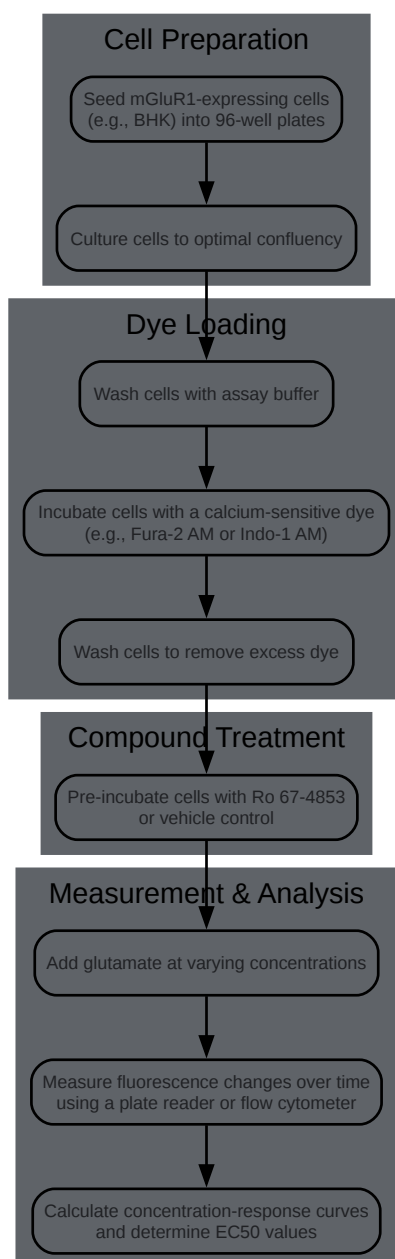 Cell Preparation
Seed mGluR1-expressing cells
(e.g., BHK) into 96-well plates
Culture cells to optimal confluency
Dye Loading
Wash cells with assay buffer
Incubate cells with a calcium-sensitive dye
(e.g., Fura-2 AM or Indo-1 AM)
Wash cells to remove excess dye
Compound Treatment
Pre-incubate cells with Ro 67-4853
or vehicle control
Measurement & Analysis
Add glutamate at varying concentrations
Measure fluorescence changes over time
using a plate reader or flow cytometer
Calculate concentration-response curves
and determine EC50 values